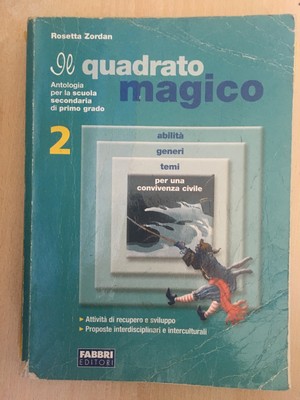 Rosetta Zordan
Il quadrato
magico
Antologia
per la scuola
secondaria
di primo grado
2
abilità
generi
temi
per una
convivenza civile
▸ Attività di recupero e sviluppo
▸ Proposte interdisciplinari e interculturali
FABBRI
EDITORI